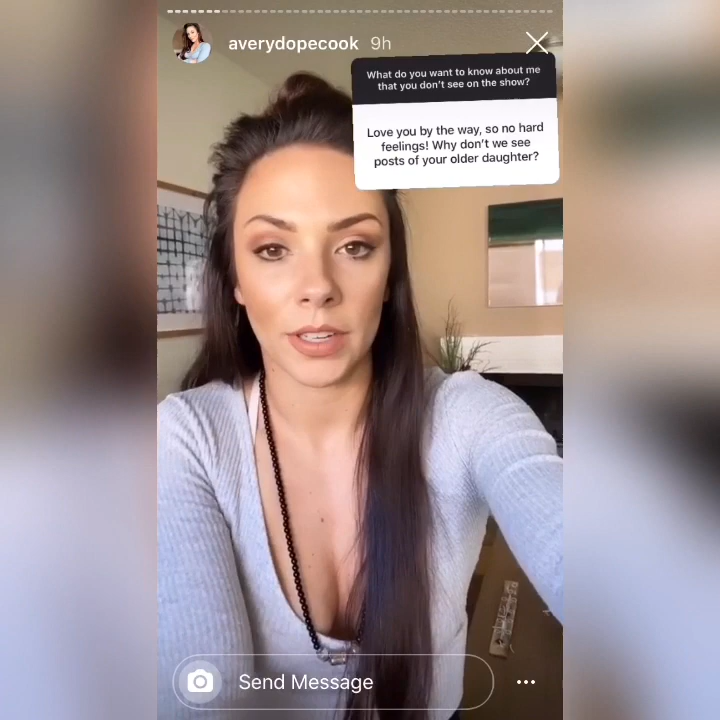 averydopecook 9h
What do you want to know about me
that you don't see on the show?
Love you by the way, so no hard
feelings! Why don't we see
posts of your older daughter?
Send Message